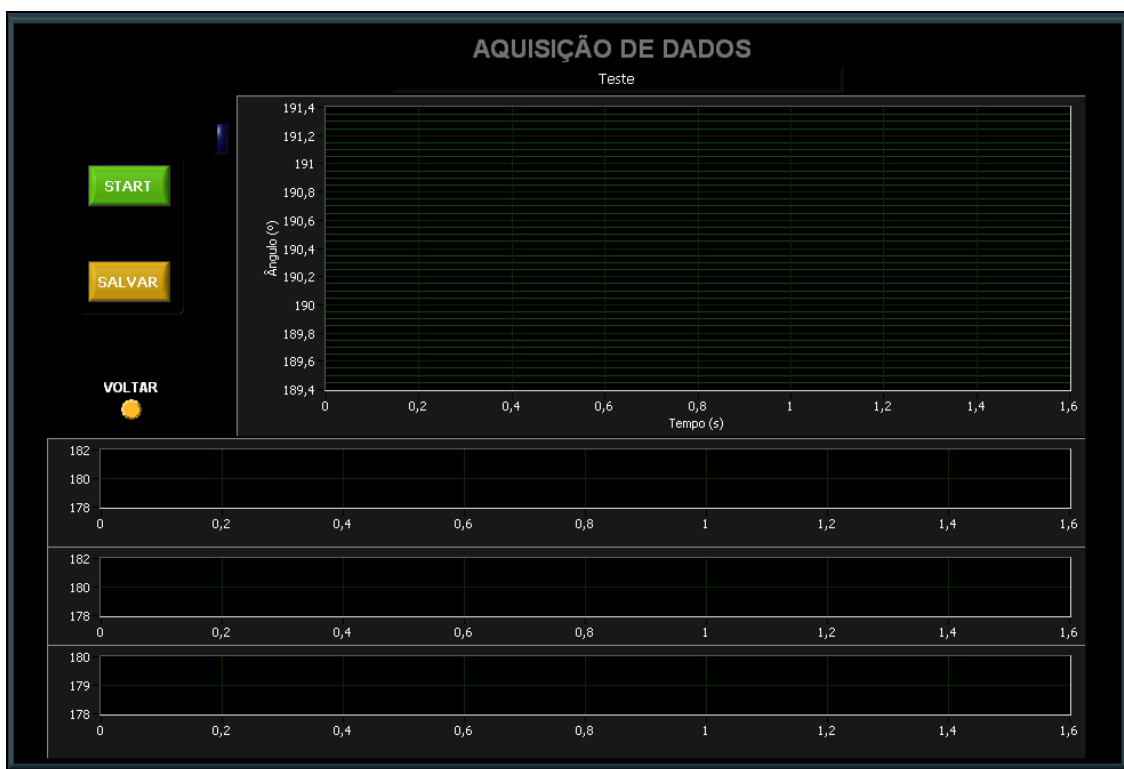 AQUISIÇÃO DE DADOS
Teste
START
SALVAR
VOLTAR
191,4
191,2
191
190,8
190,6
190,4
190,2
190
189,8
189,6
189,4
Ângulo (º)
0 0,2 0,4 0,6 0,8 1 1,2 1,4 1,6
Tempo (s)
182
180
178
0 0,2 0,4 0,6 0,8 1 1,2 1,4 1,6
182
180
178
0 0,2 0,4 0,6 0,8 1 1,2 1,4 1,6
180
179
178
0 0,2 0,4 0,6 0,8 1 1,2 1,4 1,6